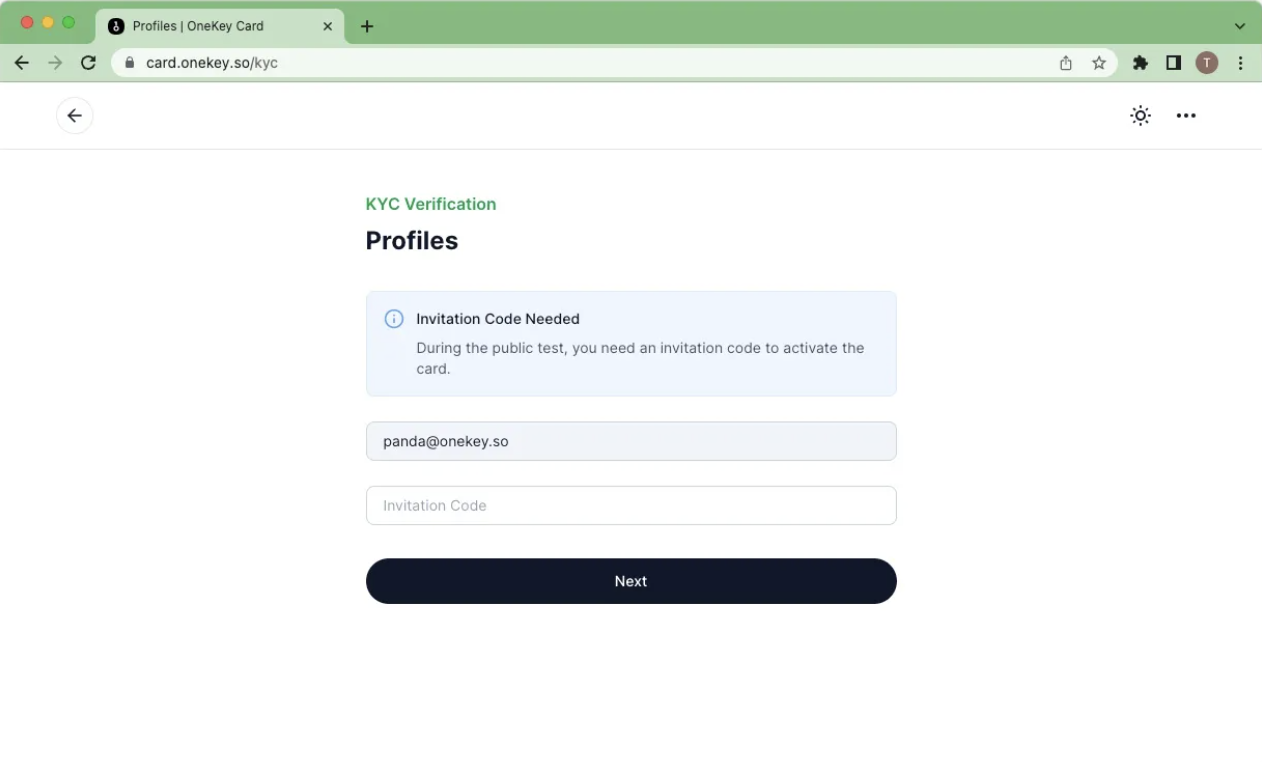 Profiles | OneKey Card
card.onekey.so/kyc
T
KYC Verification
Profiles
Invitation Code Needed
During the public test, you need an invitation code to activate the
card.
panda@onekey.so
Invitation Code
Next